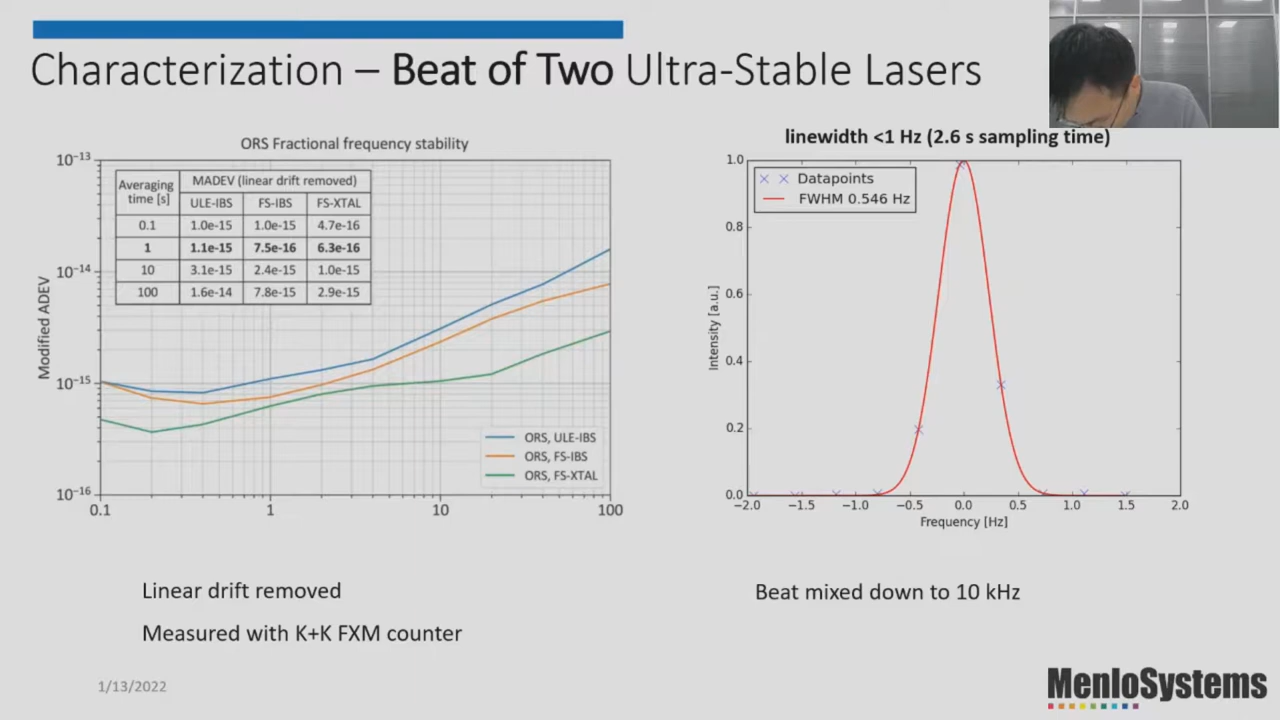 Characterization – Beat of Two Ultra-Stable Lasers
ORS Fractional frequency stability
Averaging time [s] MADEV (linear drift removed)
ULE-IBS FS-IBS FS-XTAL
0.1 1.0e-15 1.0e-15 4.7e-16
1 1.1e-15 7.5e-16 6.3e-16
10 3.1e-15 2.4e-15 1.0e-15
100 1.6e-14 7.8e-15 2.9e-15
Modified ADEV
10⁻¹³
10⁻¹⁴
10⁻¹⁵
10⁻¹⁶
0.1 1 10 100
ORS, ULE-IBS
ORS, FS-IBS
ORS, FS-XTAL
linewidth <1 Hz (2.6 s sampling time)
Datapoints
FWHM 0.546 Hz
Intensity [a.u.]
1.0
0.8
0.6
0.4
0.2
0.0
−2.0 −1.5 −1.0 −0.5 0.0 0.5 1.0 1.5 2.0
Frequency [Hz]
Linear drift removed
Measured with K+K FXM counter
Beat mixed down to 10 kHz
1/13/2022
MenloSystems